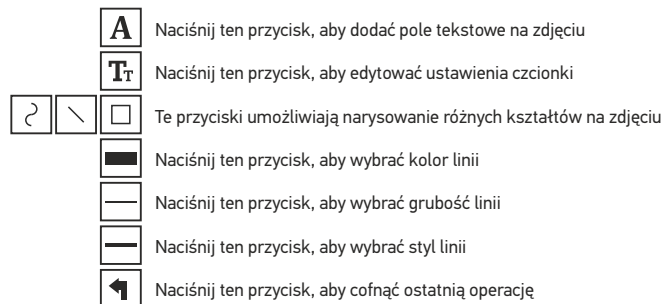 A Naciśnij ten przycisk, aby dodać pole tekstowe na zdjęciu
TT Naciśnij ten przycisk, aby edytować ustawienia czcionki
Te przyciski umożliwiają narysowanie różnych kształtów na zdjęciu
Naciśnij ten przycisk, aby wybrać kolor linii
Naciśnij ten przycisk, aby wybrać grubość linii
Naciśnij ten przycisk, aby wybrać styl linii
Naciśnij ten przycisk, aby cofnąć ostatnią operację